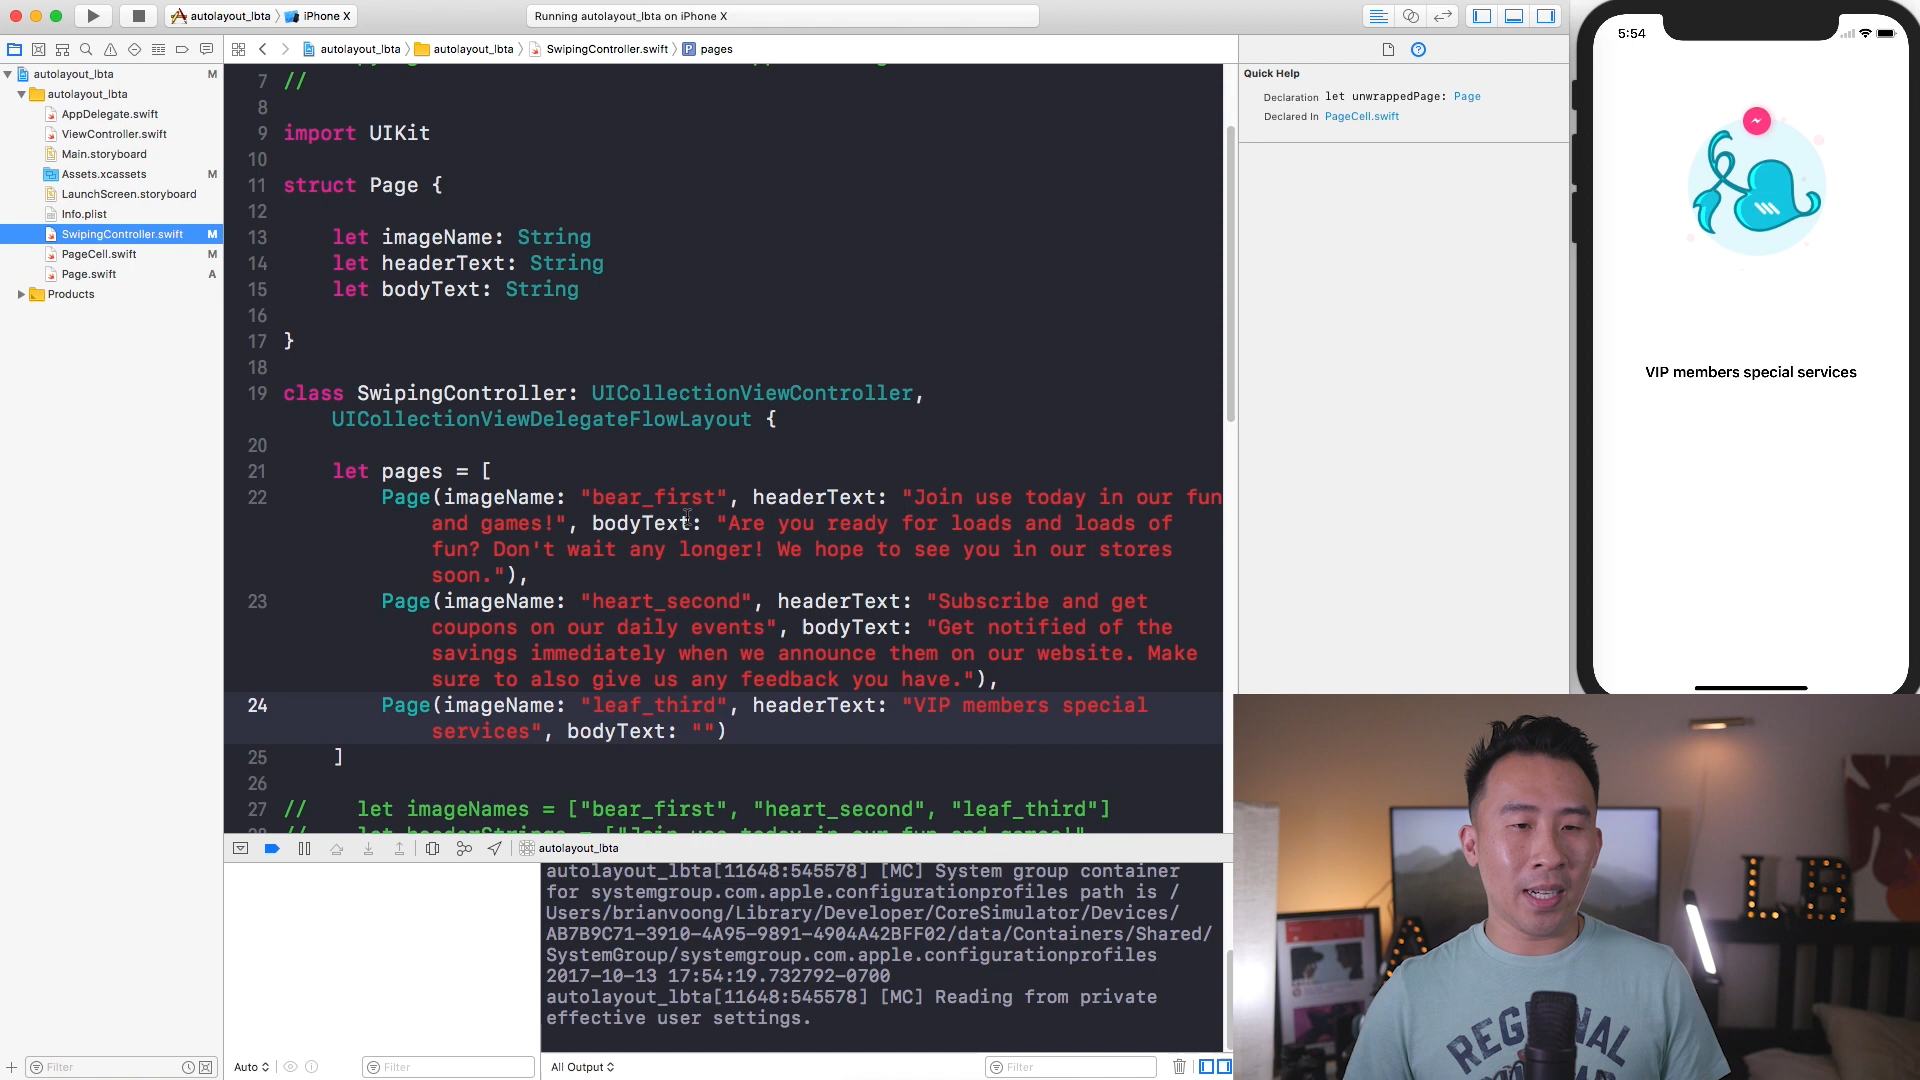 autolayout_lbta
iPhone X
Running autolayout_lbta on iPhone X
autolayout_lbta
autolayout_lbta
SwipingController.swift
pages
autolayout_lbta M
autolayout_lbta
AppDelegate.swift
ViewController.swift
Main.storyboard
Assets.xcassets M
LaunchScreen.storyboard
Info.plist
SwipingController.swift M
PageCell.swift M
Page.swift A
Products
7 //
8
9 import UIKit
10
11 struct Page {
12
13 let imageName: String
14 let headerText: String
15 let bodyText: String
16
17 }
18
19 class SwipingController: UICollectionViewController,
UICollectionViewDelegateFlowLayout {
20
21 let pages = [
22 Page(imageName: "bear_first", headerText: "Join use today in our fun
and games!", bodyText: "Are you ready for loads and loads of
fun? Don't wait any longer! We hope to see you in our stores
soon."),
23 Page(imageName: "heart_second", headerText: "Subscribe and get
coupons on our daily events", bodyText: "Get notified of the
savings immediately when we announce them on our website. Make
sure to also give us any feedback you have."),
24 Page(imageName: "leaf_third", headerText: "VIP members special
services", bodyText: "")
25 ]
26
27 // let imageNames = ["bear_first", "heart_second", "leaf_third"]
28 // let headerStrings = ["Join use today in our fun and games!",
autolayout_lbta
autolayout_lbta[11648:545578] [MC] System group container
for systemgroup.com.apple.configurationprofiles path is /
Users/brianvoong/Library/Developer/CoreSimulator/Devices/
AB7B9C71-3910-4A95-9891-4904A42BFF02/data/Containers/Shared/
SystemGroup/systemgroup.com.apple.configurationprofiles
2017-10-13 17:54:19.732792-0700
autolayout_lbta[11648:545578] [MC] Reading from private
effective user settings.
Filter
Auto
Filter
All Output
Filter
Quick Help
Declaration let unwrappedPage: Page
Declared In PageCell.swift
5:54
VIP members special services
L B
REGIONAL